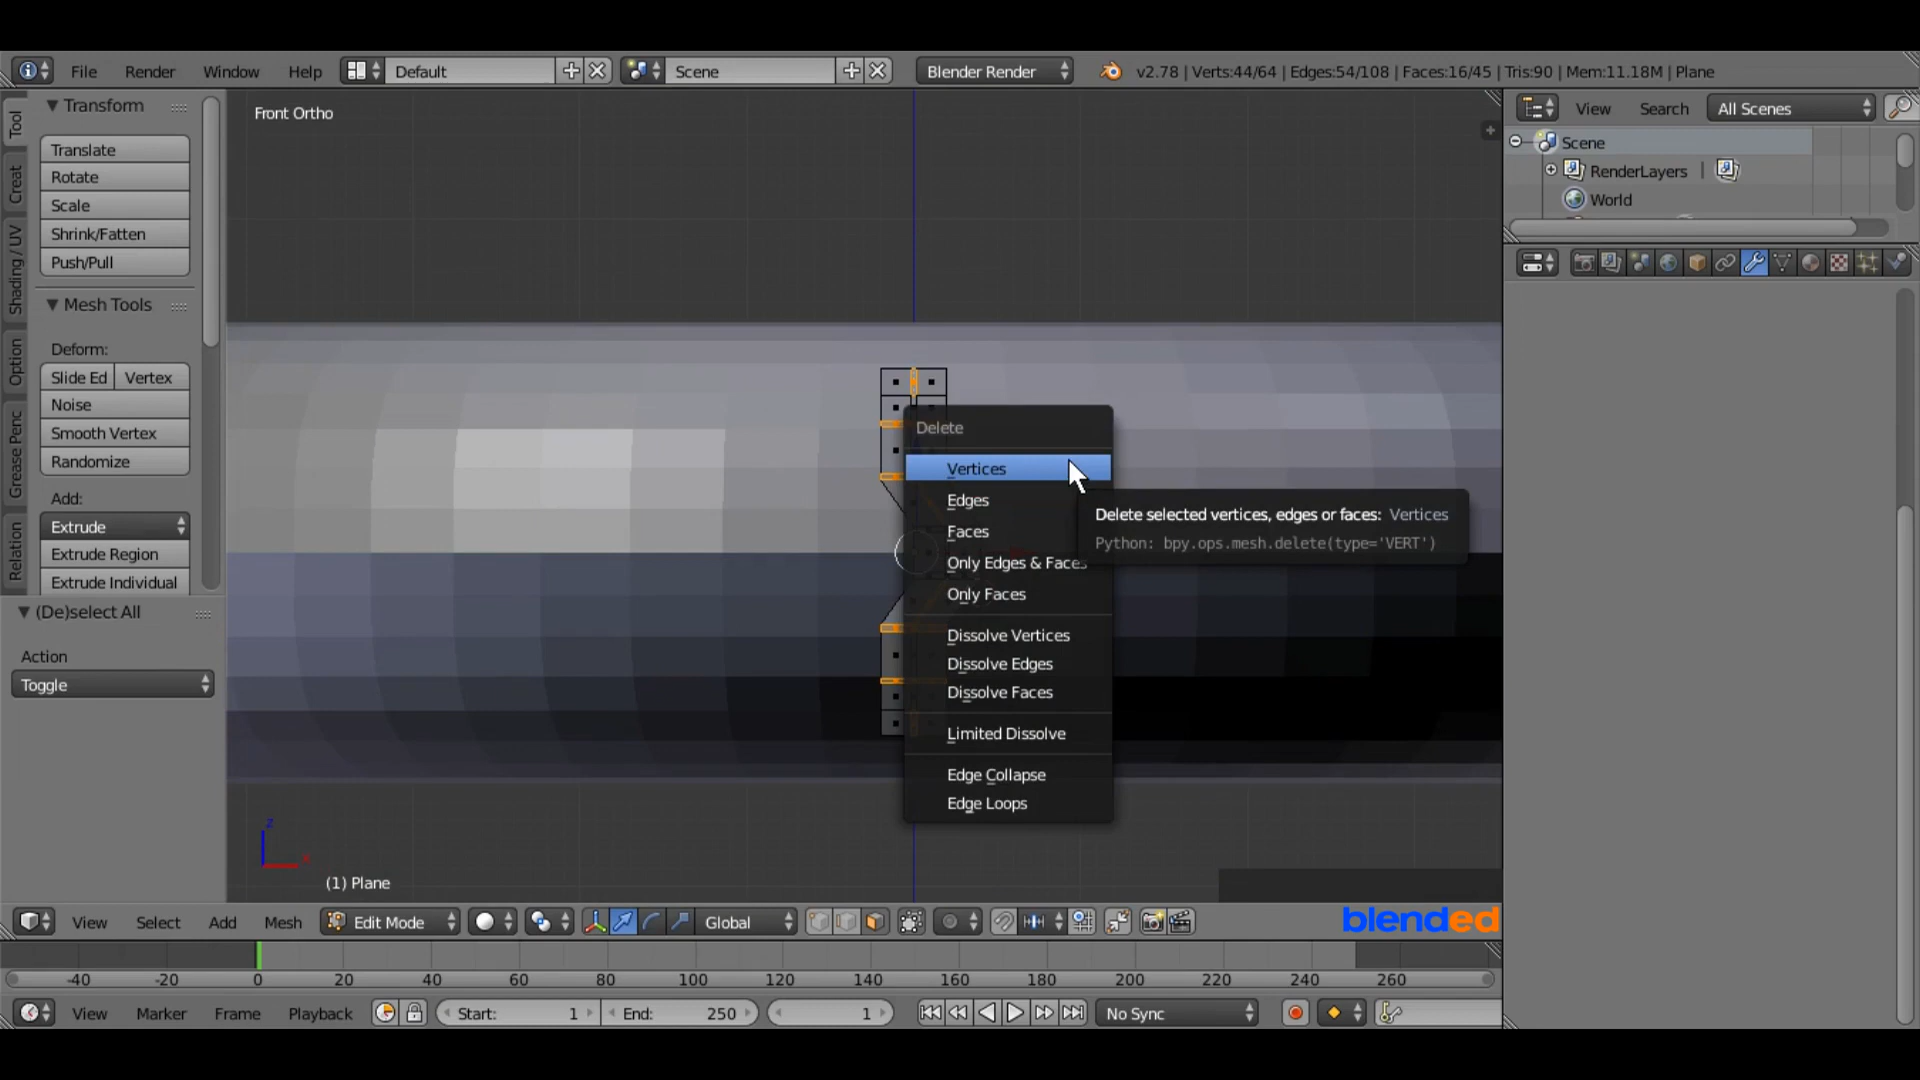 File Render Window Help Default Scene Blender Render v2.78 | Verts:44/64 | Edges:54/108 | Faces:16/45 | Tris:90 | Mem:11.18M | Plane
Tool
Creat
Shading / UV
Option
Grease Penc
Relation
Transform
Translate
Rotate
Scale
Shrink/Fatten
Push/Pull
Mesh Tools
Deform:
Slide Ed Vertex
Noise
Smooth Vertex
Randomize
Add:
Extrude
Extrude Region
Extrude Individual
(De)select All
Action
Toggle
Front Ortho
Delete
Vertices
Edges
Faces
Only Edges & Faces
Only Faces
Dissolve Vertices
Dissolve Edges
Dissolve Faces
Limited Dissolve
Edge Collapse
Edge Loops
Delete selected vertices, edges or faces: Vertices
Python: bpy.ops.mesh.delete(type='VERT')
z
x
(1) Plane
View Search All Scenes
Scene
RenderLayers |
World
View Select Add Mesh Edit Mode Global
blended
-40 -20 0 20 40 60 80 100 120 140 160 180 200 220 240 260
View Marker Frame Playback Start: 1 End: 250 1 No Sync